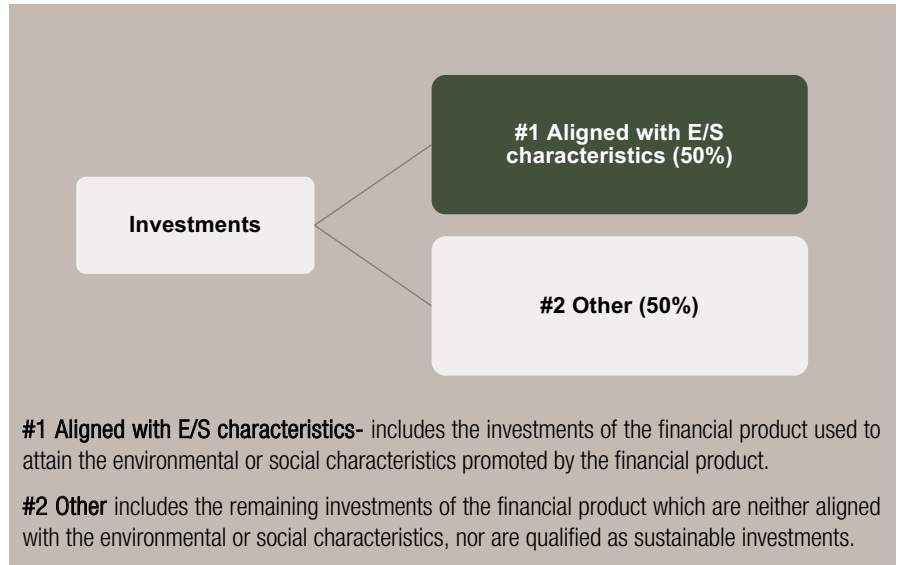 #1 Aligned with E/S
characteristics (50%)
Investments
#2 Other (50%)
#1 Aligned with E/S characteristics- includes the investments of the financial product used to
attain the environmental or social characteristics promoted by the financial product.
#2 Other includes the remaining investments of the financial product which are neither aligned
with the environmental or social characteristics, nor are qualified as sustainable investments.